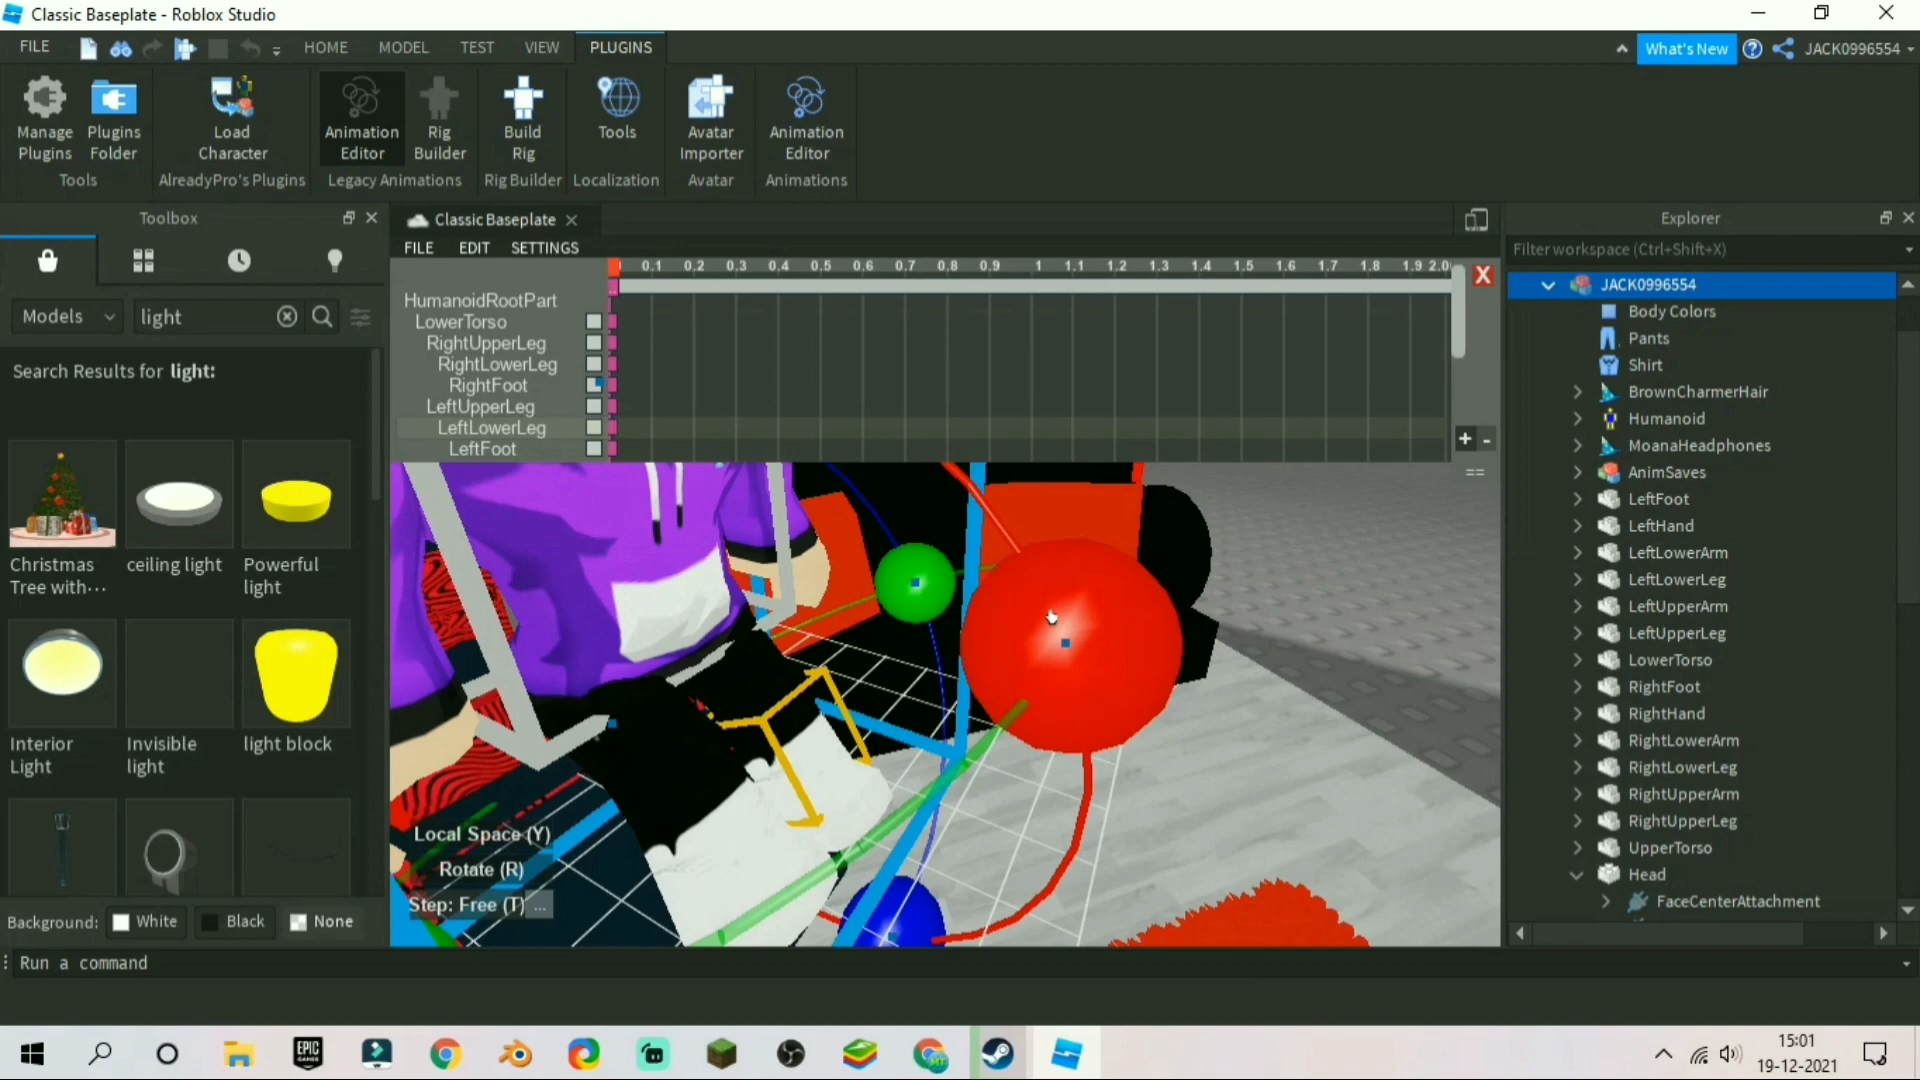 Classic Baseplate - Roblox Studio
FILE HOME MODEL TEST VIEW PLUGINS What's New JACK0996554
Manage Plugins
Plugins Folder
Load Character
Animation Editor
Rig Builder
Build Rig
Tools
Avatar Importer
Animation Editor
Tools AlreadyPro's Plugins Legacy Animations Rig Builder Localization Avatar Animations
Toolbox
Models light
Search Results for light:
Christmas Tree with...
ceiling light
Powerful light
Interior Light
Invisible light
light block
Background: White Black None
Classic Baseplate
FILE EDIT SETTINGS
0.1 0.2 0.3 0.4 0.5 0.6 0.7 0.8 0.9 1 1.1 1.2 1.3 1.4 1.5 1.6 1.7 1.8 1.9 2.0
X
HumanoidRootPart
LowerTorso
RightUpperLeg
RightLowerLeg
RightFoot
LeftUpperLeg
LeftLowerLeg
LeftFoot
+ -
==
Local Space (Y)
Rotate (R)
Step: Free (T) ...
Explorer
Filter workspace (Ctrl+Shift+X)
JACK0996554
Body Colors
Pants
Shirt
BrownCharmerHair
Humanoid
MoanaHeadphones
AnimSaves
LeftFoot
LeftHand
LeftLowerArm
LeftLowerLeg
LeftUpperArm
LeftUpperLeg
LowerTorso
RightFoot
RightHand
RightLowerArm
RightLowerLeg
RightUpperArm
RightUpperLeg
UpperTorso
Head
FaceCenterAttachment
Run a command
EPIC GAMES
15:01
19-12-2021